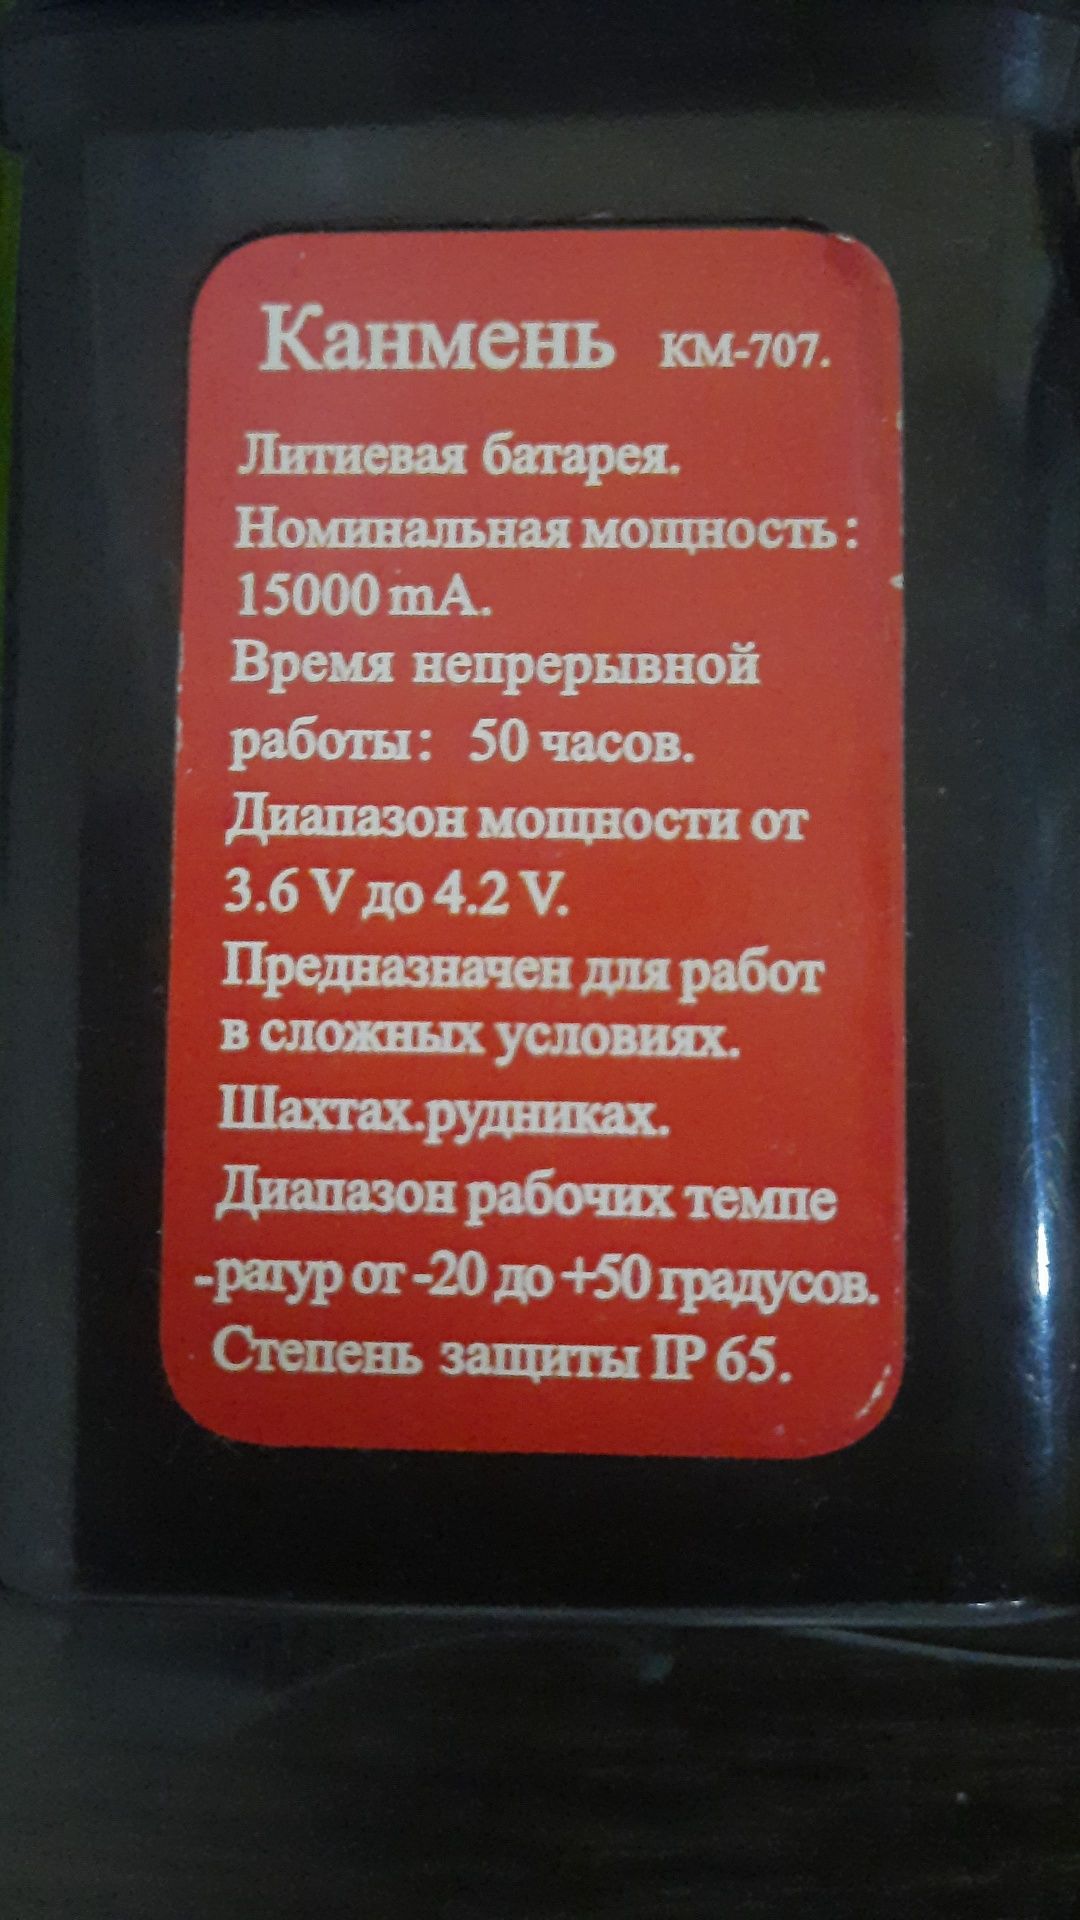 Канмень КМ-707.
Литиевая батарея.
Номинальная мощность:
15000 mA.
Время непрерывной
работы: 50 часов.
Диапазон мощности от
3.6 V до 4.2 V.
Предназначен для работ
в сложных условиях.
Шахтах.рудниках.
Диапазон рабочих темпе
-ратур от -20 до +50 градусов.
Степень защиты IP 65.